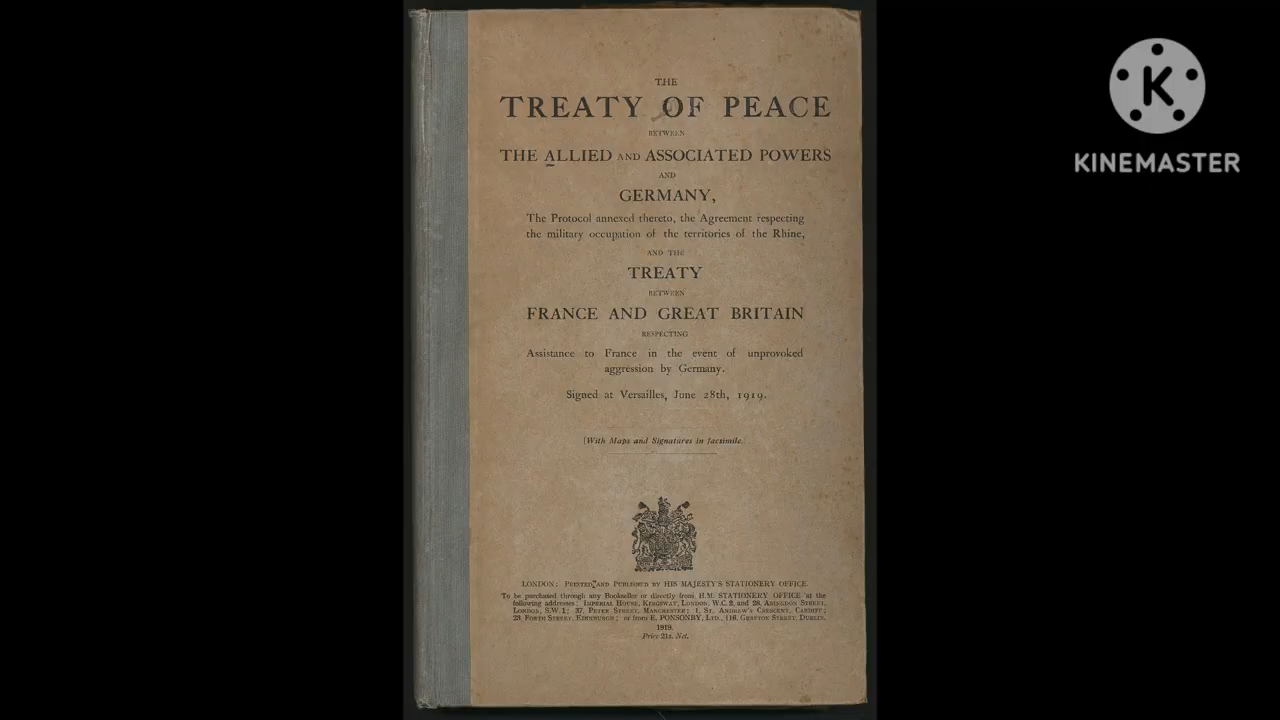 THE
TREATY OF PEACE
BETWEEN
THE ALLIED AND ASSOCIATED POWERS
AND
GERMANY,
The Protocol annexed thereto, the Agreement respecting
the military occupation of the territories of the Rhine,
AND THE
TREATY
BETWEEN
FRANCE AND GREAT BRITAIN
RESPECTING
Assistance to France in the event of unprovoked
aggression by Germany.
Signed at Versailles, June 28th, 1919.
(With Maps and Signatures in facsimile.)
LONDON: PRINTED AND PUBLISHED BY HIS MAJESTY'S STATIONERY OFFICE.
To be purchased through any Bookseller or directly from H.M. STATIONERY OFFICE at the
following addresses: IMPERIAL HOUSE, KINGSWAY, LONDON, W.C. 2, and 28, ABINGDON STREET,
LONDON, S.W. 1; 37, PETER STREET, MANCHESTER; 1, ST. ANDREW'S CRESCENT, CARDIFF;
23, FORTH STREET, EDINBURGH; or from E. PONSONBY, LTD., 116, GRAFTON STREET, DUBLIN.
1919.
Price 21s. Net.
K
KINEMASTER